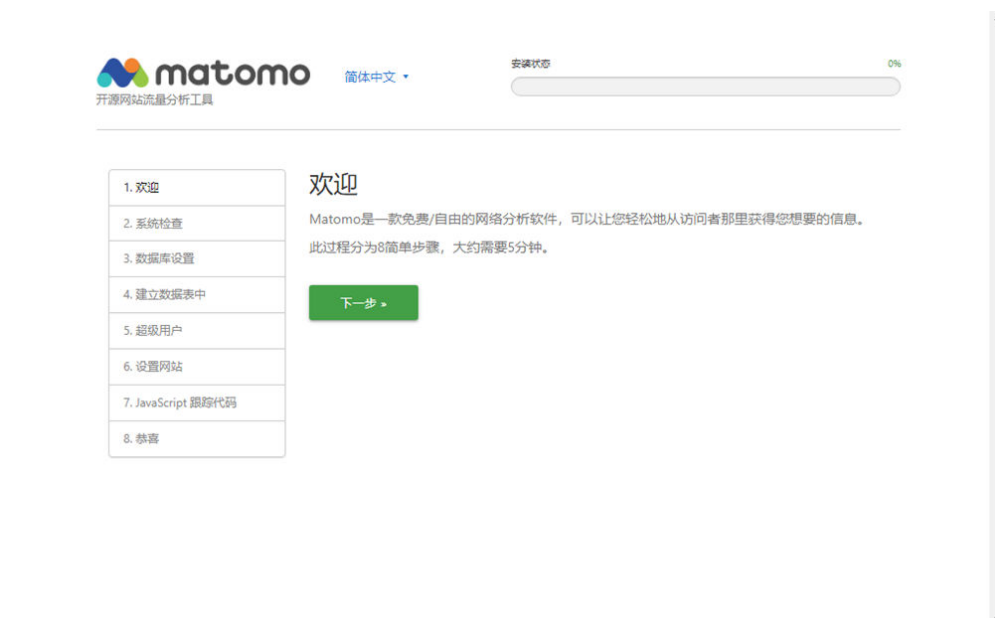 matomo
简体中文
安装状态
0%
开源网站流量分析工具
1. 欢迎
2. 系统检查
3. 数据库设置
4. 建立数据表中
5. 超级用户
6. 设置网站
7. JavaScript 跟踪代码
8. 恭喜
欢迎
Matomo是一款免费/自由的网络分析软件，可以让您轻松地从访问者那里获得您想要的信息。
此过程分为8简单步骤，大约需要5分钟。
下一步 »